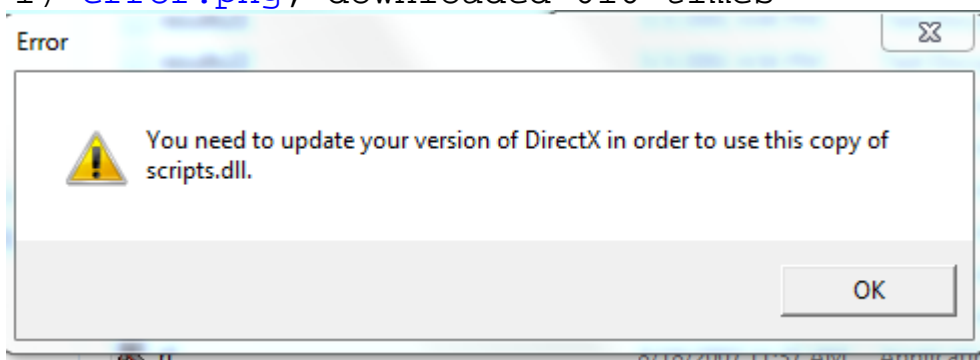 Error
You need to update your version of DirectX in order to use this copy of
scripts.dll.
OK